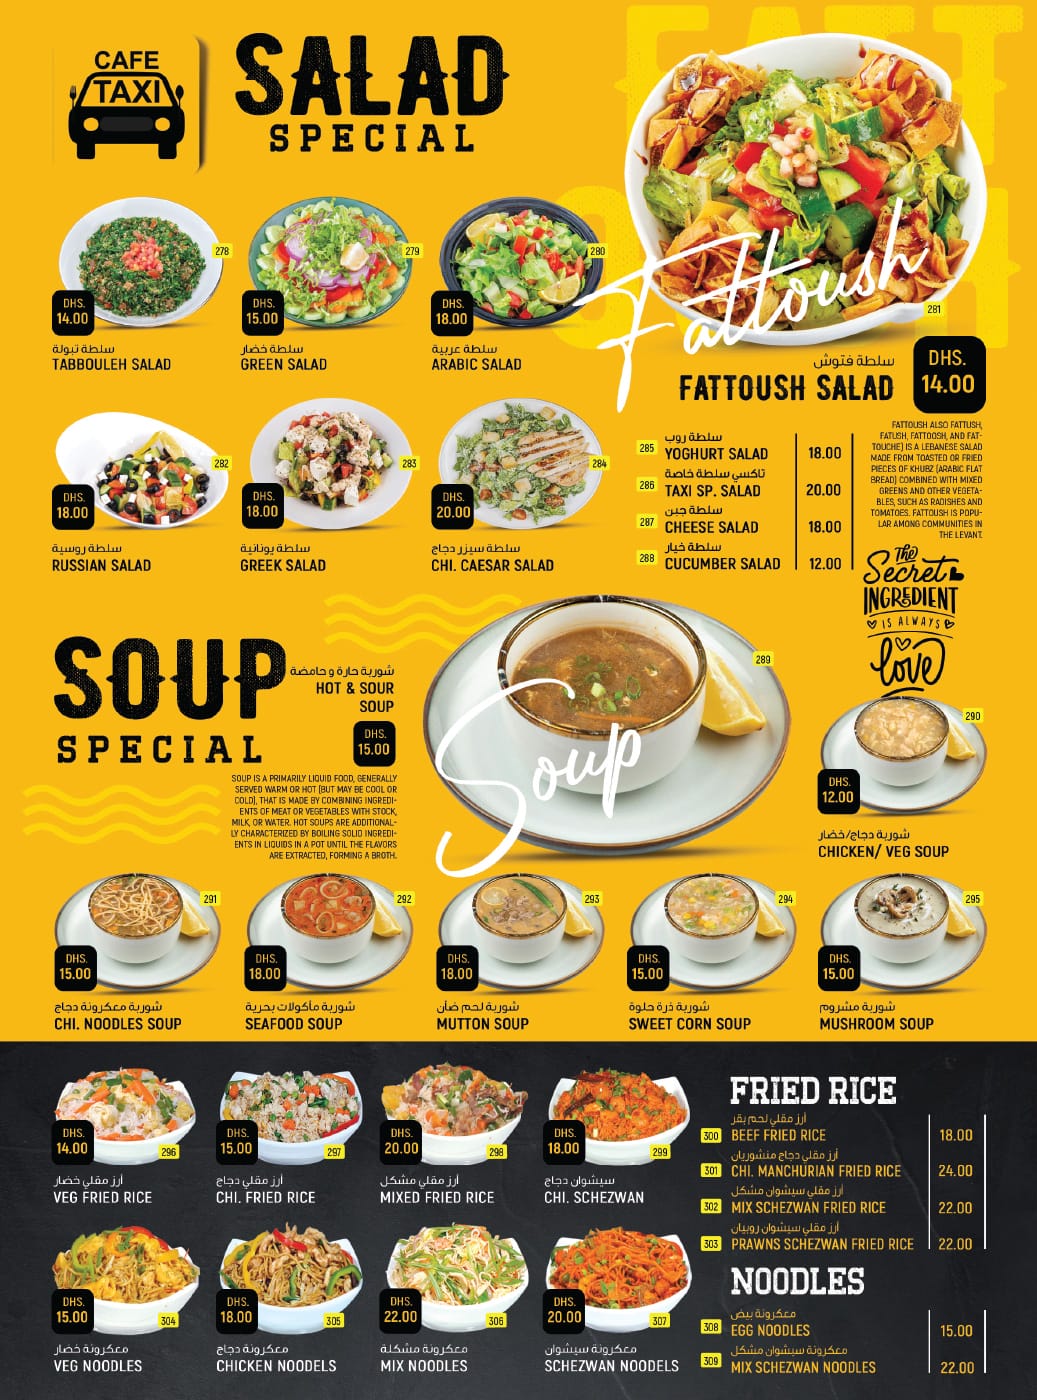 CAFE
TAXI
SALAD
SPECIAL
278
DHS.
14.00
سلطة تبولة
TABBOULEH SALAD
279
DHS.
15.00
سلطة خضار
GREEN SALAD
280
DHS.
18.00
سلطة عربية
ARABIC SALAD
Fattoush
281
سلطة فتوش
FATTOUSH SALAD
DHS.
14.00
282
DHS.
18.00
سلطة روسية
RUSSIAN SALAD
283
DHS.
18.00
سلطة يونانية
GREEK SALAD
284
DHS.
20.00
سلطة سيزر دجاج
CHI. CAESAR SALAD
سلطة روب
285 YOGHURT SALAD 18.00
تاكسي سلطة خاصة
286 TAXI SP. SALAD 20.00
سلطة جبن
287 CHEESE SALAD 18.00
سلطة خيار
288 CUCUMBER SALAD 12.00
FATTOUSH ALSO FATTUSH,
FATUSH, FATTOOSH, AND FAT-
TOUCHE) IS A LEBANESE SALAD
MADE FROM TOASTED OR FRIED
PIECES OF KHUBZ (ARABIC FLAT
BREAD) COMBINED WITH MIXED
GREENS AND OTHER VEGETA-
BLES, SUCH AS RADISHES AND
TOMATOES. FATTOUSH IS POPU-
LAR AMONG COMMUNITIES IN
THE LEVANT.
The
Secret
INGREDIENT
IS ALWAYS
love
SOUP
SPECIAL
شوربة حارة و حامضة
HOT & SOUR
SOUP
DHS.
15.00
SOUP IS A PRIMARILY LIQUID FOOD, GENERALLY
SERVED WARM OR HOT (BUT MAY BE COOL OR
COLD), THAT IS MADE BY COMBINING INGREDI-
ENTS OF MEAT OR VEGETABLES WITH STOCK,
MILK, OR WATER. HOT SOUPS ARE ADDITIONAL-
LY CHARACTERIZED BY BOILING SOLID INGREDI-
ENTS IN LIQUIDS IN A POT UNTIL THE FLAVORS
ARE EXTRACTED, FORMING A BROTH.
Soup
289
290
DHS.
12.00
شوربة دجاج/خضار
CHICKEN/ VEG SOUP
291
DHS.
15.00
شوربة معكرونة دجاج
CHI. NOODLES SOUP
292
DHS.
18.00
شوربة مأكولات بحرية
SEAFOOD SOUP
293
DHS.
18.00
شوربة لحم ضأن
MUTTON SOUP
294
DHS.
15.00
شوربة ذرة حلوة
SWEET CORN SOUP
295
DHS.
15.00
شوربة مشروم
MUSHROOM SOUP
DHS.
14.00
296
أرز مقلي خضار
VEG FRIED RICE
DHS.
15.00
297
أرز مقلي دجاج
CHI. FRIED RICE
DHS.
20.00
298
أرز مقلي مشكل
MIXED FRIED RICE
DHS.
18.00
299
سيشوان دجاج
CHI. SCHEZWAN
FRIED RICE
أرز مقلي لحم بقر
300 BEEF FRIED RICE 18.00
أرز مقلي دجاج منشوريان
301 CHI. MANCHURIAN FRIED RICE 24.00
أرز مقلي سيشوان مشكل
302 MIX SCHEZWAN FRIED RICE 22.00
أرز مقلي سيشوان روبيان
303 PRAWNS SCHEZWAN FRIED RICE 22.00
DHS.
15.00
304
معكرونة خضار
VEG NOODLES
DHS.
18.00
305
معكرونة دجاج
CHICKEN NOODELS
DHS.
22.00
306
معكرونة مشكلة
MIX NOODLES
DHS.
20.00
307
معكرونة سيشوان
SCHEZWAN NOODELS
NOODLES
معكرونة بيض
308 EGG NOODLES 15.00
معكرونة سيشوان مشكل
309 MIX SCHEZWAN NOODLES 22.00